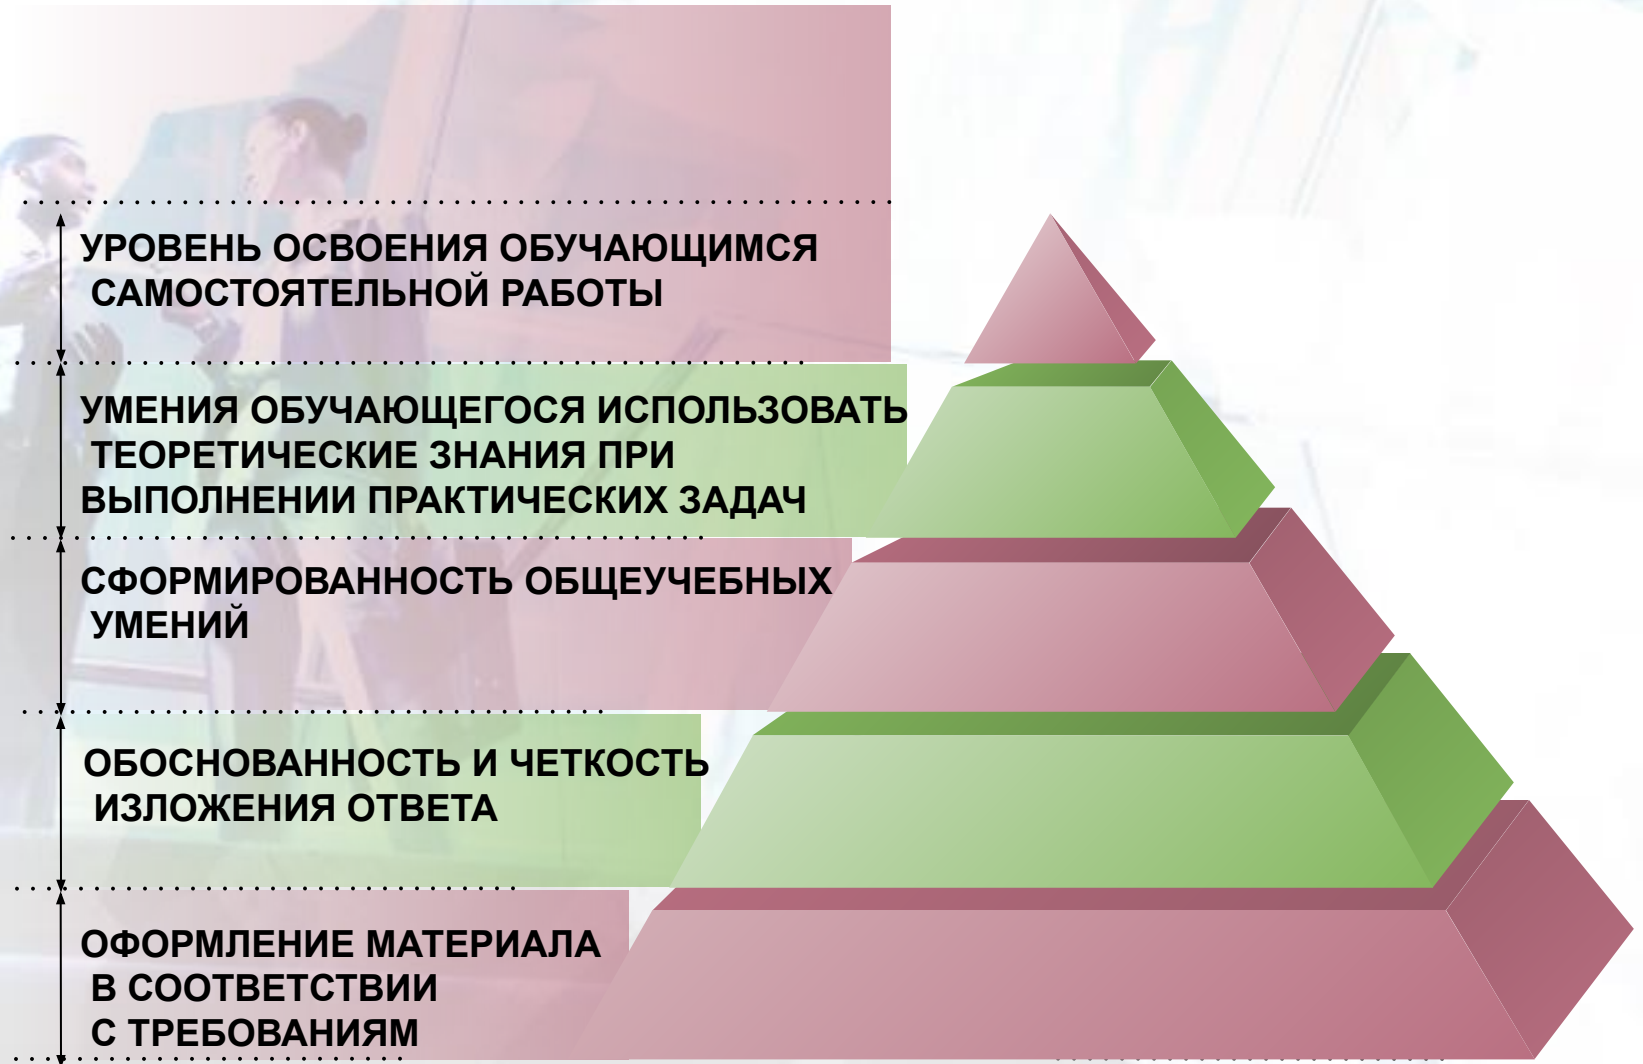 УРОВЕНЬ ОСВОЕНИЯ ОБУЧАЮЩИМСЯ
САМОСТОЯТЕЛЬНОЙ РАБОТЫ
УМЕНИЯ ОБУЧАЮЩЕГОСЯ ИСПОЛЬЗОВАТЬ
ТЕОРЕТИЧЕСКИЕ ЗНАНИЯ ПРИ
ВЫПОЛНЕНИИ ПРАКТИЧЕСКИХ ЗАДАЧ
СФОРМИРОВАННОСТЬ ОБЩЕУЧЕБНЫХ
УМЕНИЙ
ОБОСНОВАННОСТЬ И ЧЕТКОСТЬ
ИЗЛОЖЕНИЯ ОТВЕТА
ОФОРМЛЕНИЕ МАТЕРИАЛА
В СООТВЕТСТВИИ
С ТРЕБОВАНИЯМ